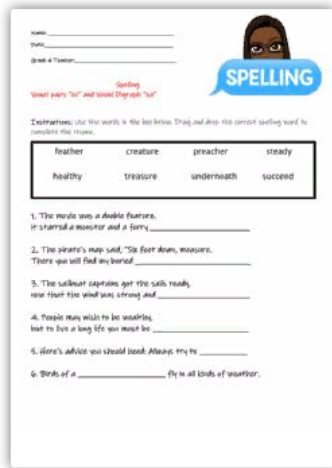 Name:
Date:
Grade & Teacher:
SPELLING
Spelling
Vowel pairs "ee" and Vowel Digraph "ea"
Instructions: Use the words in the box below. Drag and drop the correct spelling word to
complete the rhyme.
feather creature preacher steady
healthy treasure underneath succeed
1. The movie was a double feature.
It starred a monster and a furry
2. The pirate's map said, "Six feet down, measure.
There you will find my buried
3. The sailboat captains got the sails ready,
now that the wind was strong and
4. People may wish to be wealthy,
but to live a long life you must be
5. Here's advice you should heed: Always try to
6. Birds of a fly in all kinds of weather.